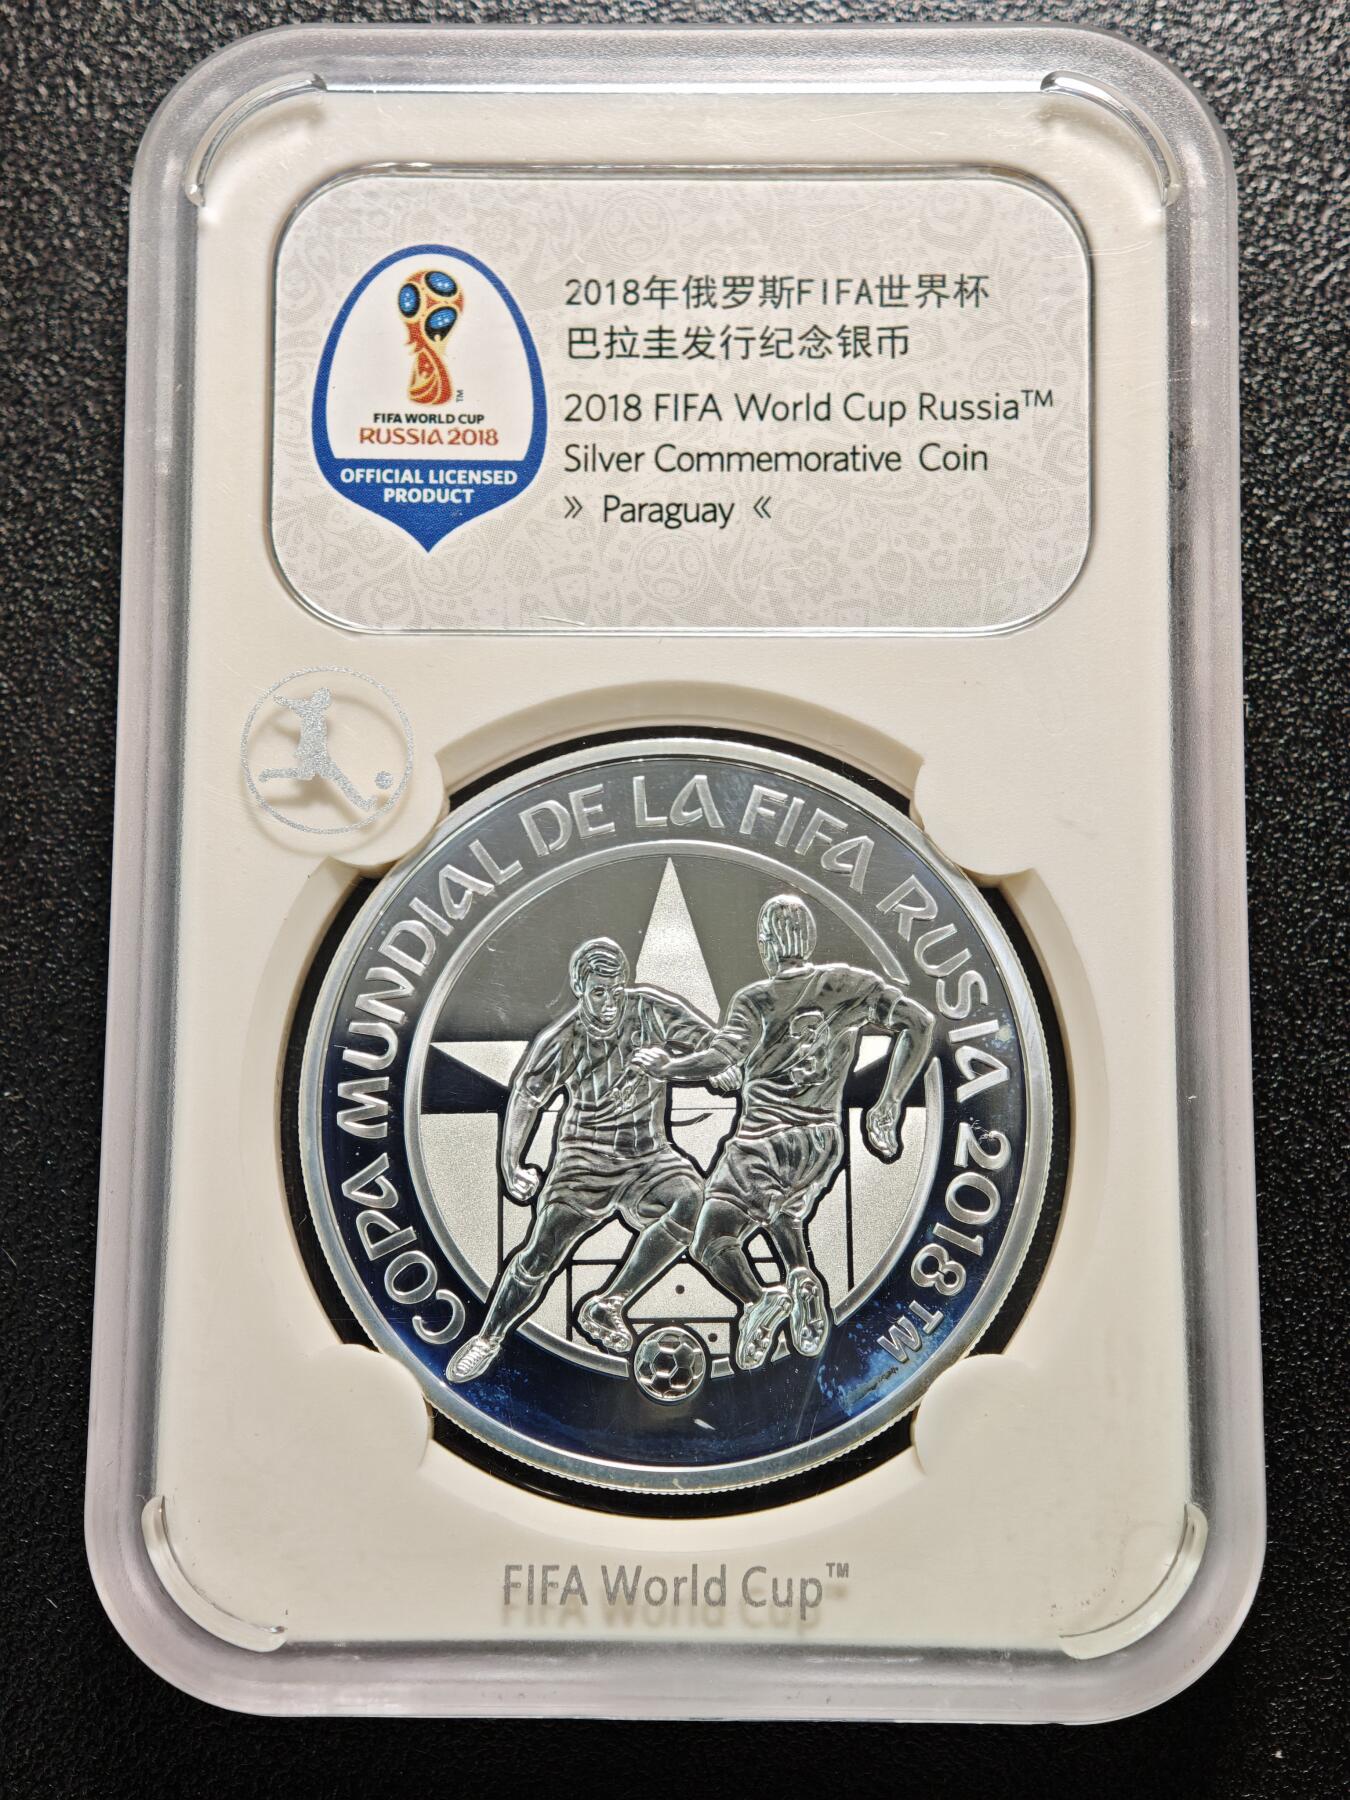 2018年俄罗斯FIFA世界杯
巴拉圭发行纪念银币
2018 FIFA World Cup Russia™
Silver Commemorative Coin
» Paraguay «
TM
FIFA WORLD CUP
RUSSIA 2018
OFFICIAL LICENSED
PRODUCT
COPA MUNDIAL DE LA FIFA RUSIA 2018™
3
FIFA World Cup™